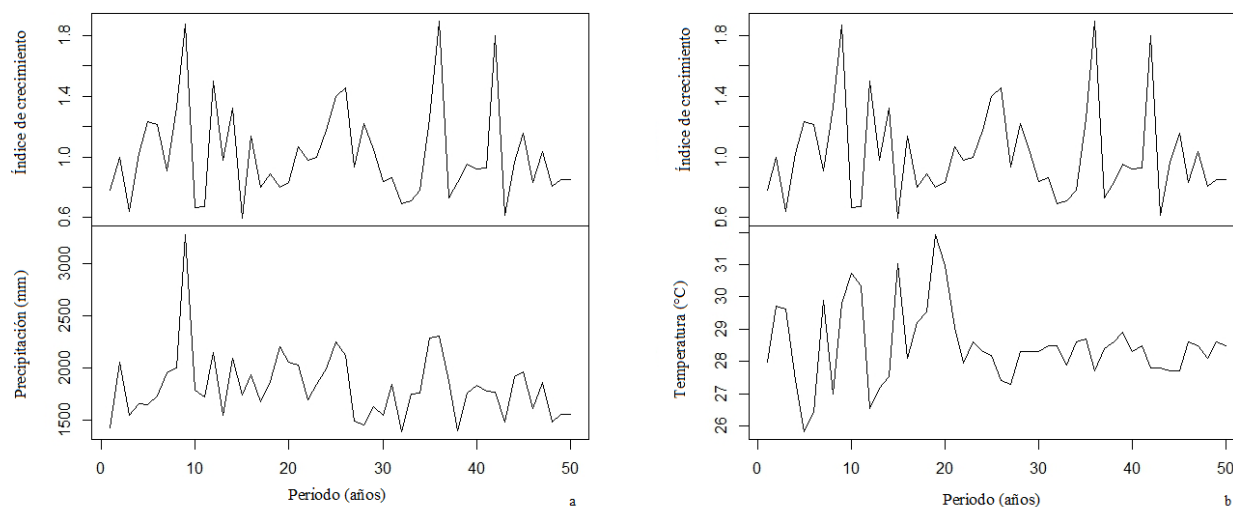 Índice de crecimiento
0.6 1.0 1.4 1.8
Precipitación (mm)
1500 2000 2500 3000
0 10 20 30 40 50
Periodo (años)
a
Índice de crecimiento
0.6 1.0 1.4 1.8
Temperatura (°C)
26 27 28 29 30 31
0 10 20 30 40 50
Periodo (años)
b